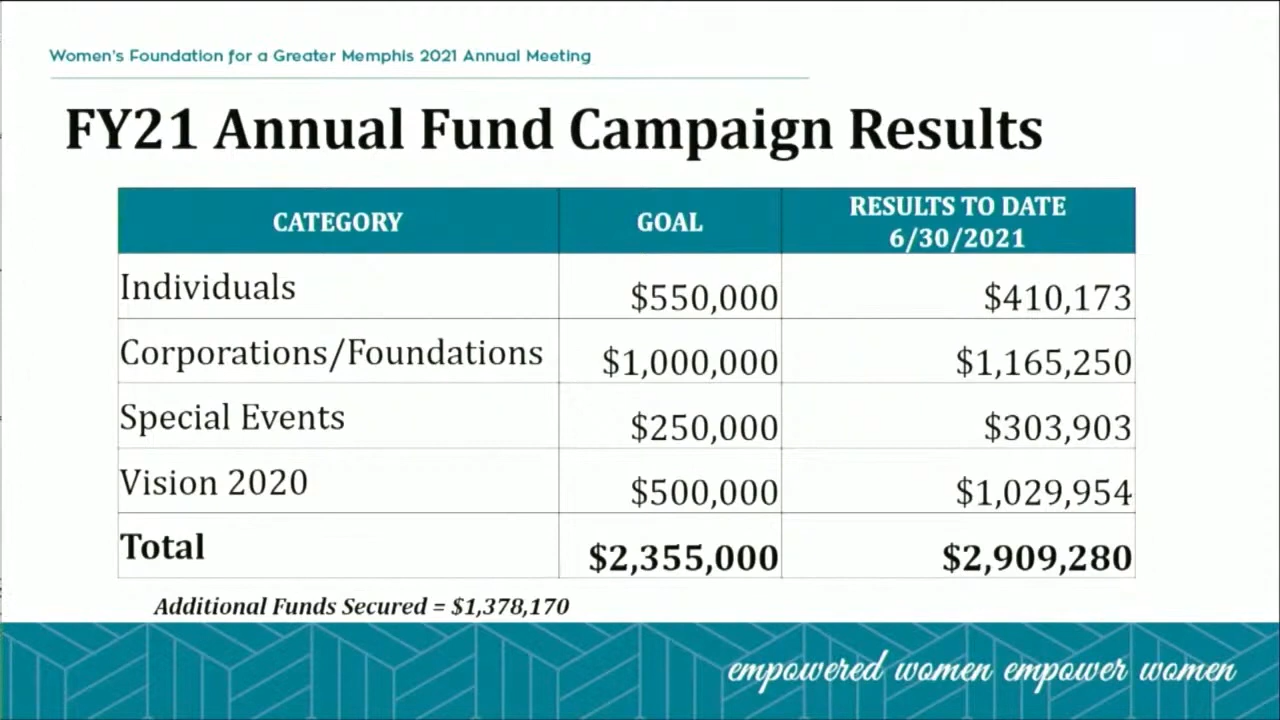 Women's Foundation for a Greater Memphis 2021 Annual Meeting
FY21 Annual Fund Campaign Results
CATEGORY GOAL RESULTS TO DATE 6/30/2021
Individuals $550,000 $410,173
Corporations/Foundations $1,000,000 $1,165,250
Special Events $250,000 $303,903
Vision 2020 $500,000 $1,029,954
Total $2,355,000 $2,909,280
Additional Funds Secured = $1,378,170
empowered women empower women